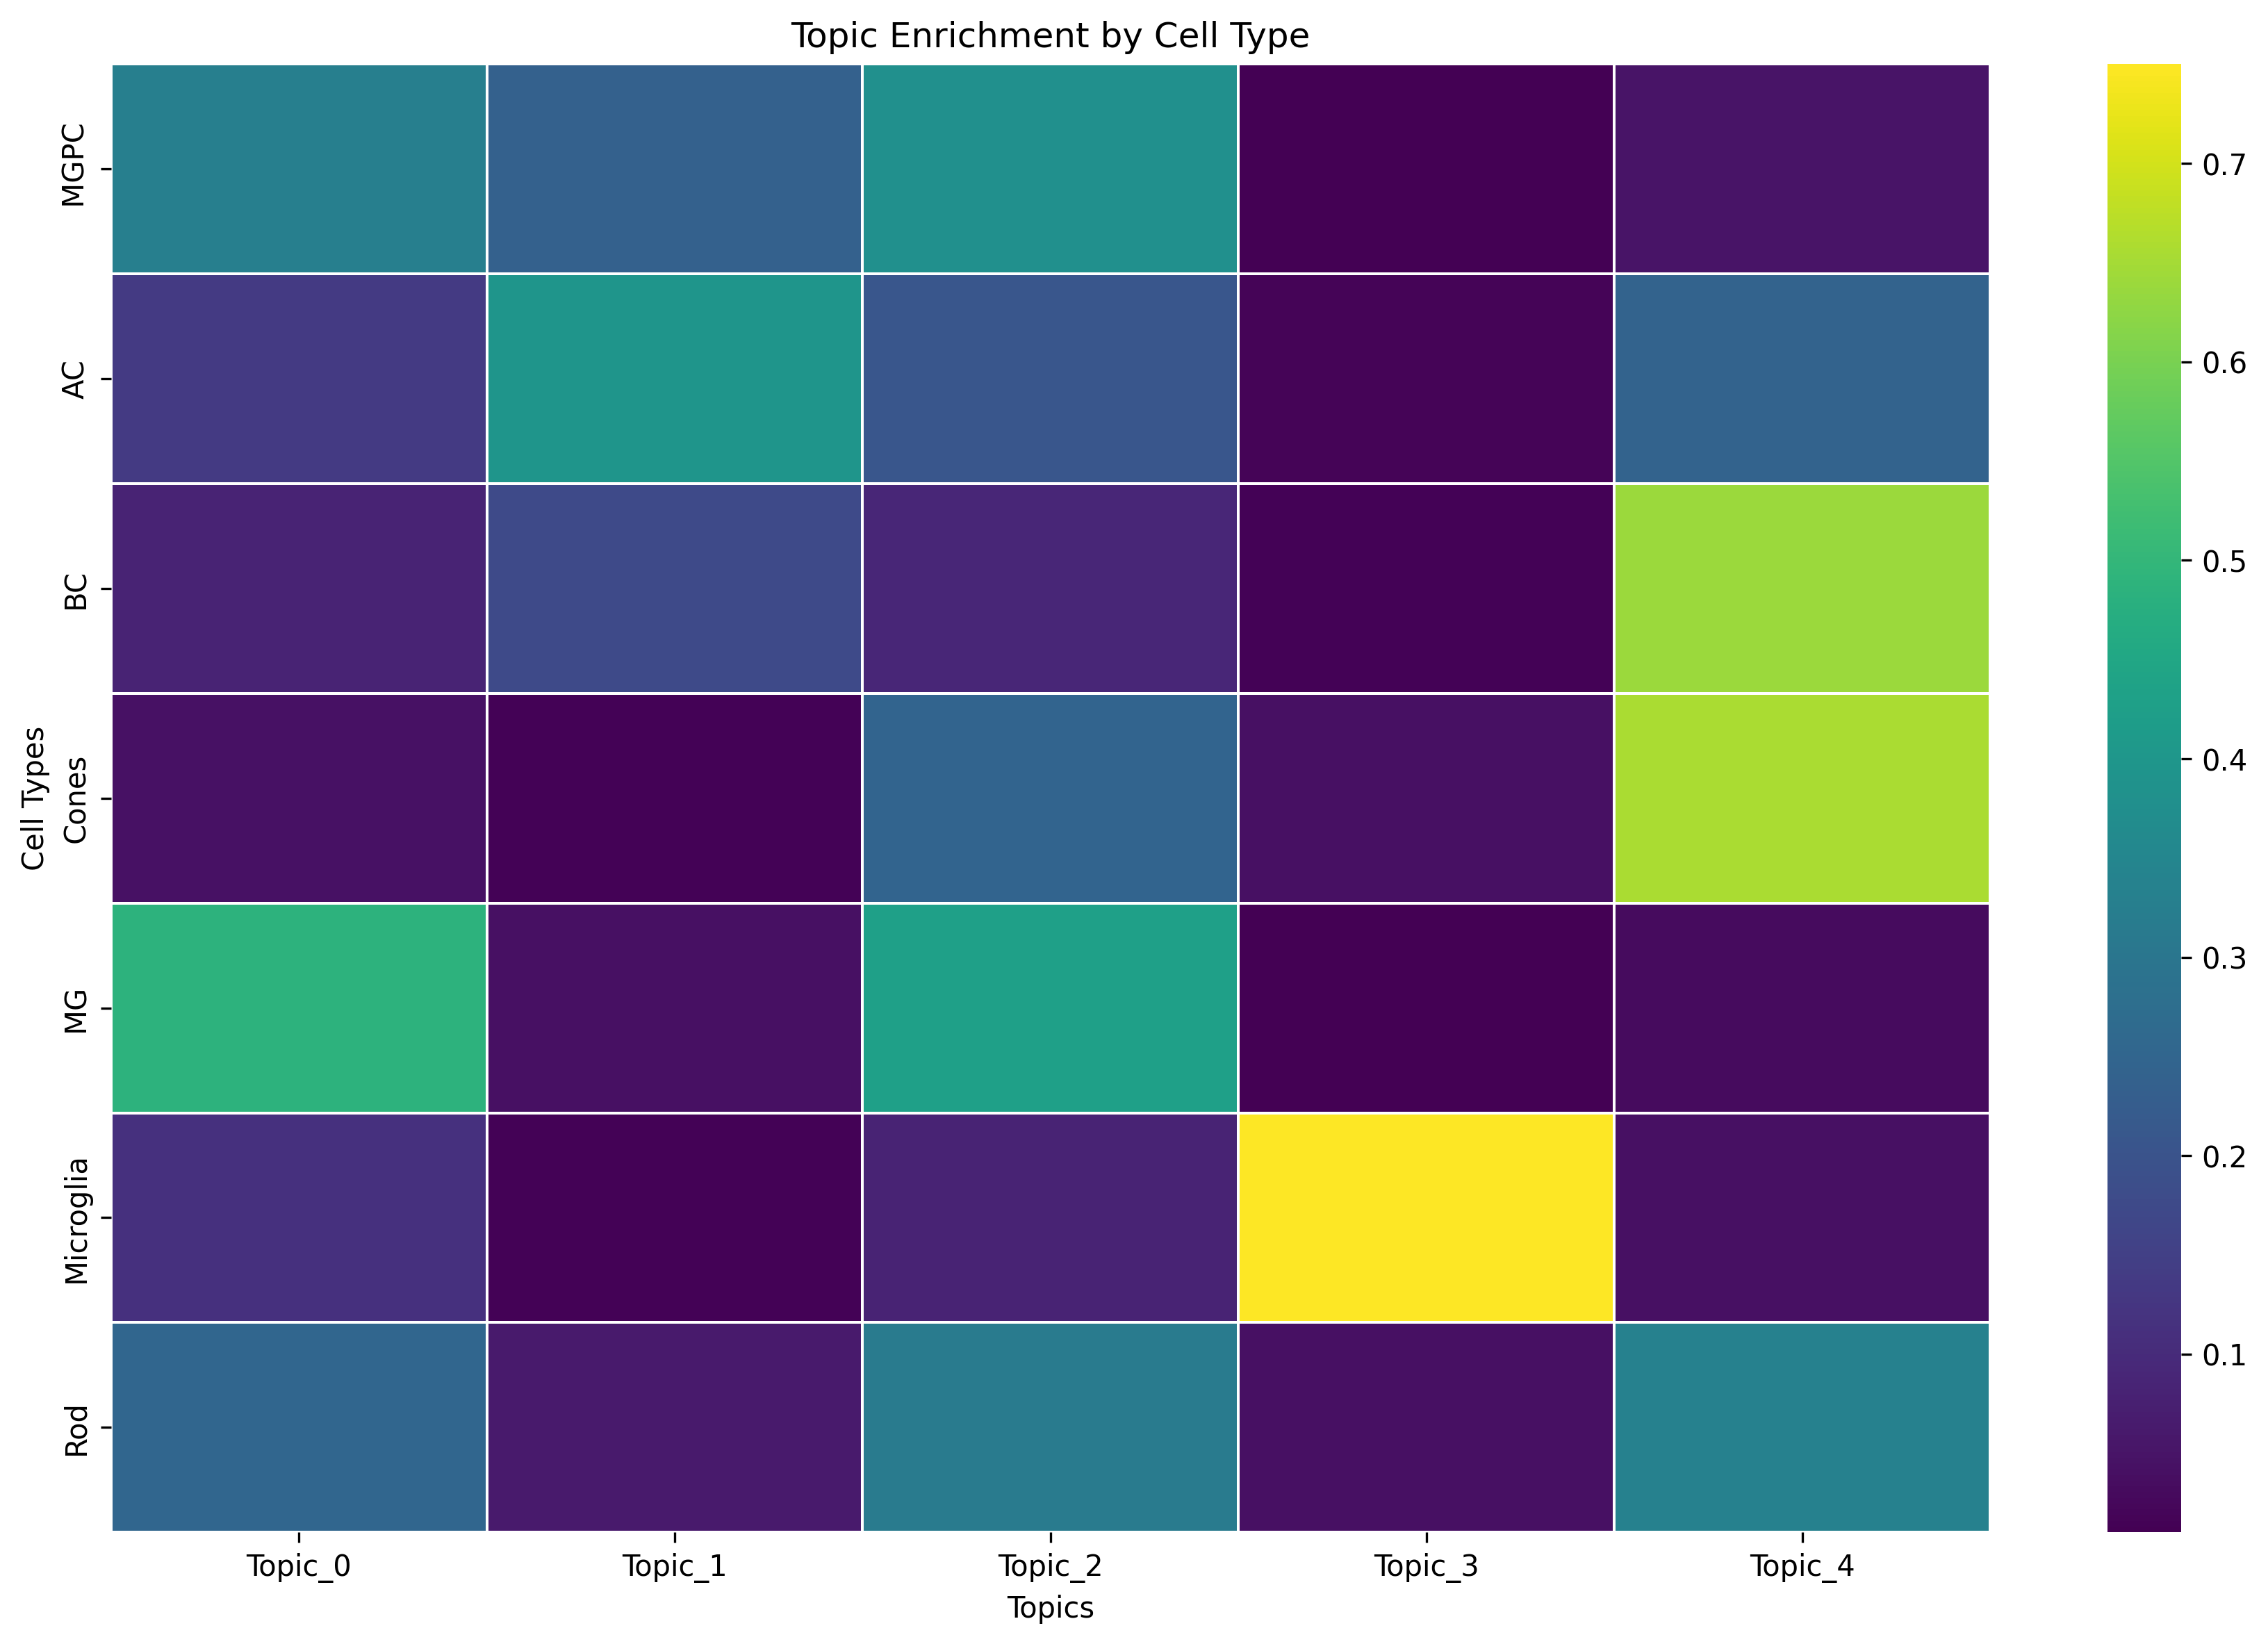 Topic Enrichment by Cell Type
Cell Types
MGPC
AC
BC
Cones
MG
Microglia
Rod
Topic_0
Topic_1
Topic_2
Topic_3
Topic_4
Topics
0.7
0.6
0.5
0.4
0.3
0.2
0.1